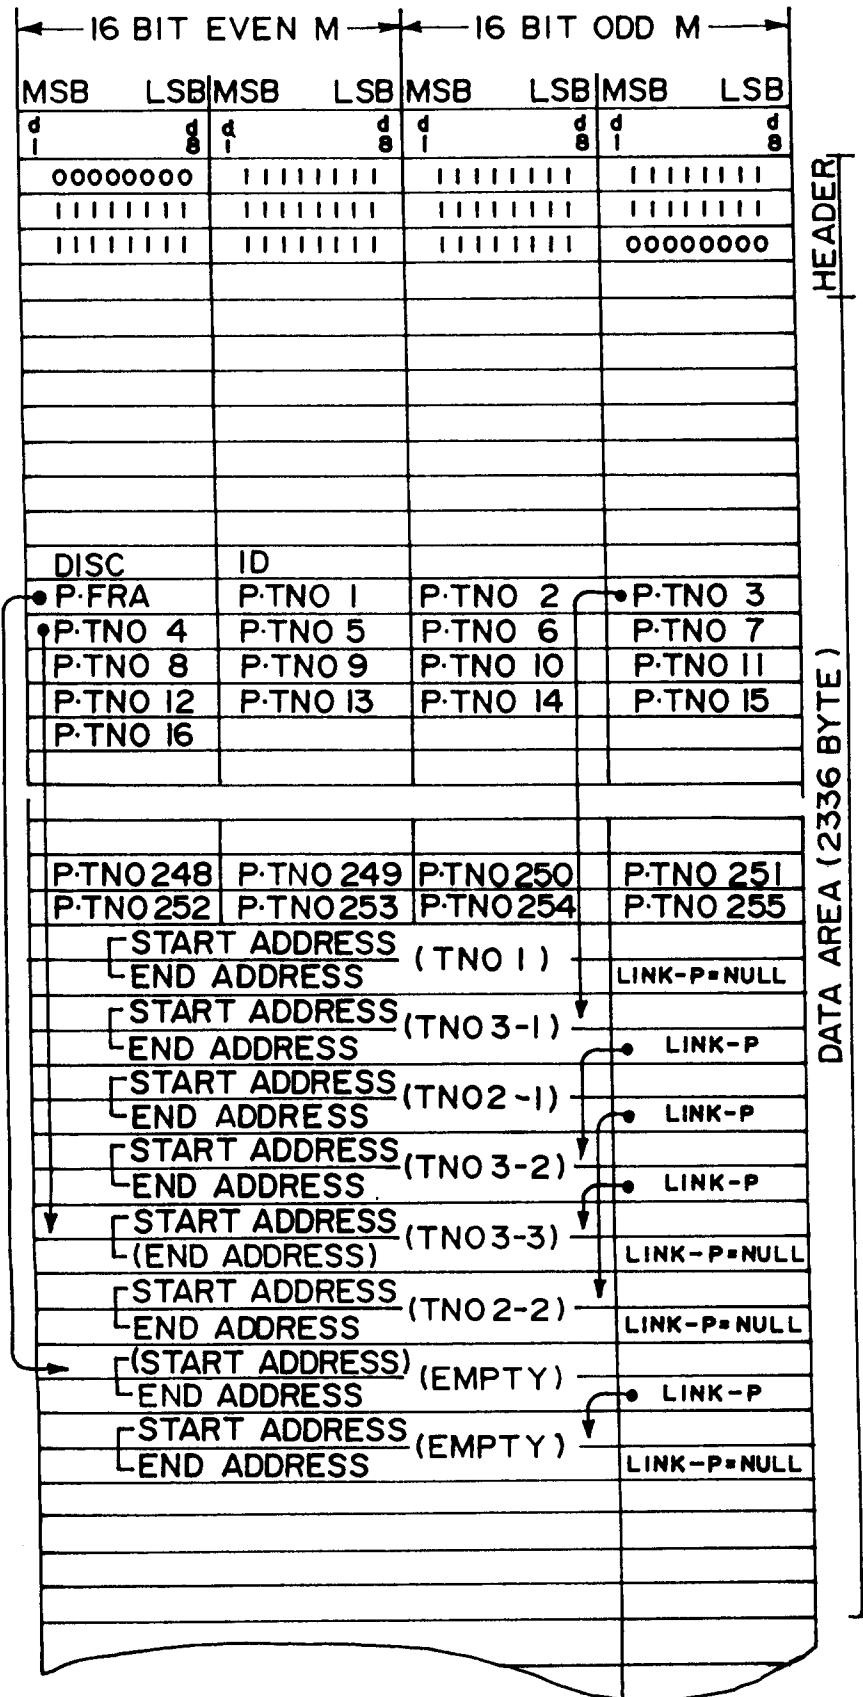 16 BIT EVEN M 16 BIT ODD M
MSB LSB MSB LSB MSB LSB MSB LSB
d1 d8 d1 d8 d1 d8 d1 d8
00000000 11111111 11111111 11111111
11111111 11111111 11111111 11111111
11111111 11111111 11111111 00000000
HEADER
DISC ID
P·FRA P·TNO 1 P·TNO 2 P·TNO 3
P·TNO 4 P·TNO 5 P·TNO 6 P·TNO 7
P·TNO 8 P·TNO 9 P·TNO 10 P·TNO 11
P·TNO 12 P·TNO 13 P·TNO 14 P·TNO 15
P·TNO 16
P·TNO 248 P·TNO 249 P·TNO 250 P·TNO 251
P·TNO 252 P·TNO 253 P·TNO 254 P·TNO 255
START ADDRESS (TNO 1)
END ADDRESS LINK-P=NULL
START ADDRESS (TNO 3-1)
END ADDRESS LINK-P
START ADDRESS (TNO 2-1)
END ADDRESS LINK-P
START ADDRESS (TNO 3-2)
END ADDRESS LINK-P
START ADDRESS (TNO 3-3)
(END ADDRESS) LINK-P=NULL
START ADDRESS (TNO 2-2)
END ADDRESS LINK-P=NULL
(START ADDRESS) (EMPTY)
END ADDRESS LINK-P
START ADDRESS (EMPTY)
END ADDRESS LINK-P=NULL
DATA AREA (2336 BYTE)